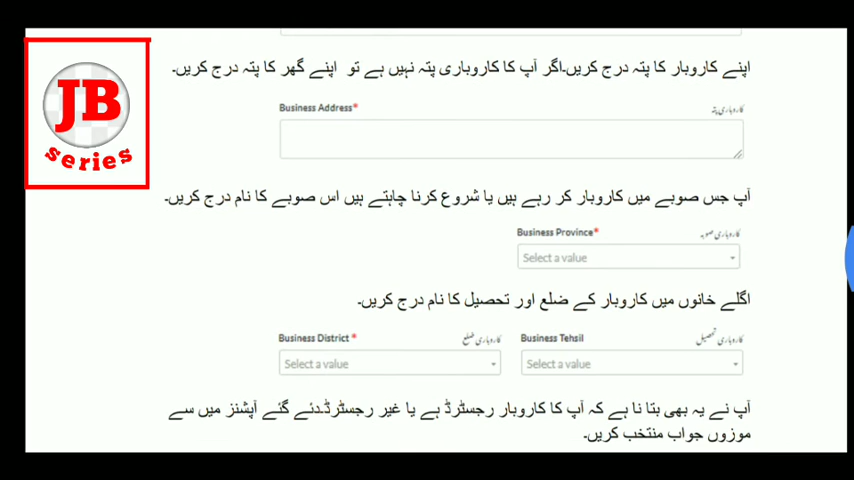 JB
series
اپنے کاروبار کا پتہ درج کریں۔اگر آپ کا کاروباری پتہ نہیں ہے تو اپنے گھر کا پتہ درج کریں۔
Business Address* کاروباری پتہ
آپ جس صوبے میں کاروبار کر رہے ہیں یا شروع کرنا چاہتے ہیں اس صوبے کا نام درج کریں۔
Business Province* کاروباری صوبہ
Select a value
اگلے خانوں میں کاروبار کے ضلع اور تحصیل کا نام درج کریں۔
Business District * کاروباری ضلع Business Tehsil کاروباری تحصیل
Select a value Select a value
آپ نے یہ بھی بتا نا ہے کہ آپ کا کاروبار رجسٹرڈ ہے یا غیر رجسٹرڈ۔دئے گئے آپشنز میں سے
موزوں جواب منتخب کریں۔